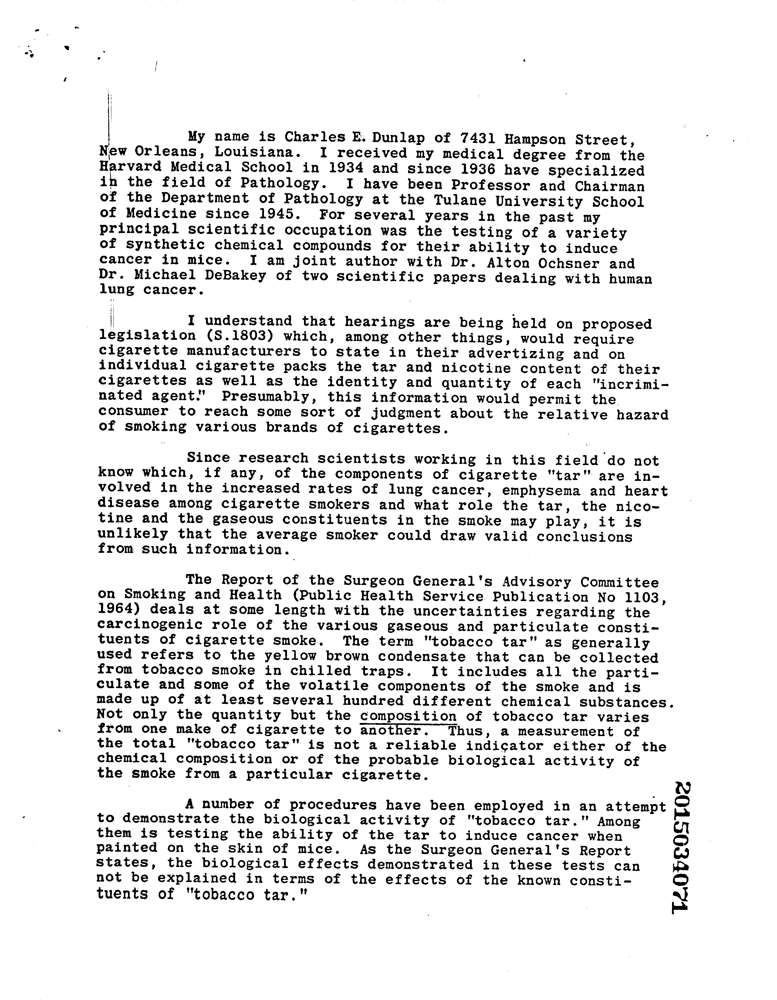 My name is Charles E. Dunlap of 7431 Hampson Street,
New Orleans, Louisiana. I received my medical degree from the
Harvard Medical School in 1934 and since 1936 have specialized
in the field of Pathology. I have been Professor and Chairman
of the Department of Pathology at the Tulane University School
of Medicine since 1945. For several years in the past my
principal scientific occupation was the testing of a variety
of synthetic chemical compounds for their ability to induce
cancer in mice. I am joint author with Dr. Alton Ochsner and
Dr. Michael DeBakey of two scientific papers dealing with human
lung cancer.
I understand that hearings are being held on proposed
legislation (S.1803) which, among other things, would require
cigarette manufacturers to state in their advertizing and on
individual cigarette packs the tar and nicotine content of their
cigarettes as well as the identity and quantity of each "incrimi-
nated agent." Presumably, this information would permit the
consumer to reach some sort of judgment about the relative hazard
of smoking various brands of cigarettes.
Since research scientists working in this field do not
know which, if any, of the components of cigarette "tar" are in-
volved in the increased rates of lung cancer, emphysema and heart
disease among cigarette smokers and what role the tar, the nico-
tine and the gaseous constituents in the smoke may play, it is
unlikely that the average smoker could draw valid conclusions
from such information.
The Report of the Surgeon General's Advisory Committee
on Smoking and Health (Public Health Service Publication No 1103,
1964) deals at some length with the uncertainties regarding the
carcinogenic role of the various gaseous and particulate consti-
tuents of cigarette smoke. The term "tobacco tar" as generally
used refers to the yellow brown condensate that can be collected
from tobacco smoke in chilled traps. It includes all the parti-
culate and some of the volatile components of the smoke and is
made up of at least several hundred different chemical substances.
Not only the quantity but the composition of tobacco tar varies
from one make of cigarette to another. Thus, a measurement of
the total "tobacco tar" is not a reliable indicator either of the
chemical composition or of the probable biological activity of
the smoke from a particular cigarette.
A number of procedures have been employed in an attempt
to demonstrate the biological activity of "tobacco tar." Among
them is testing the ability of the tar to induce cancer when
painted on the skin of mice. As the Surgeon General's Report
states, the biological effects demonstrated in these tests can
not be explained in terms of the effects of the known consti-
tuents of "tobacco tar."
2015034071